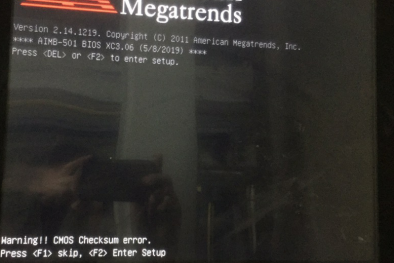 Megatrends
Version 2.14.1219. Copyright (C) 2011 American Megatrends, Inc.
**** AIMB-501 BIOS XC3.06 (5/8/2019) ****
Press <DEL> or <F2> to enter setup.
Warning!! CMOS Checksum error.
Press <F1> skip, <F2> Enter Setup